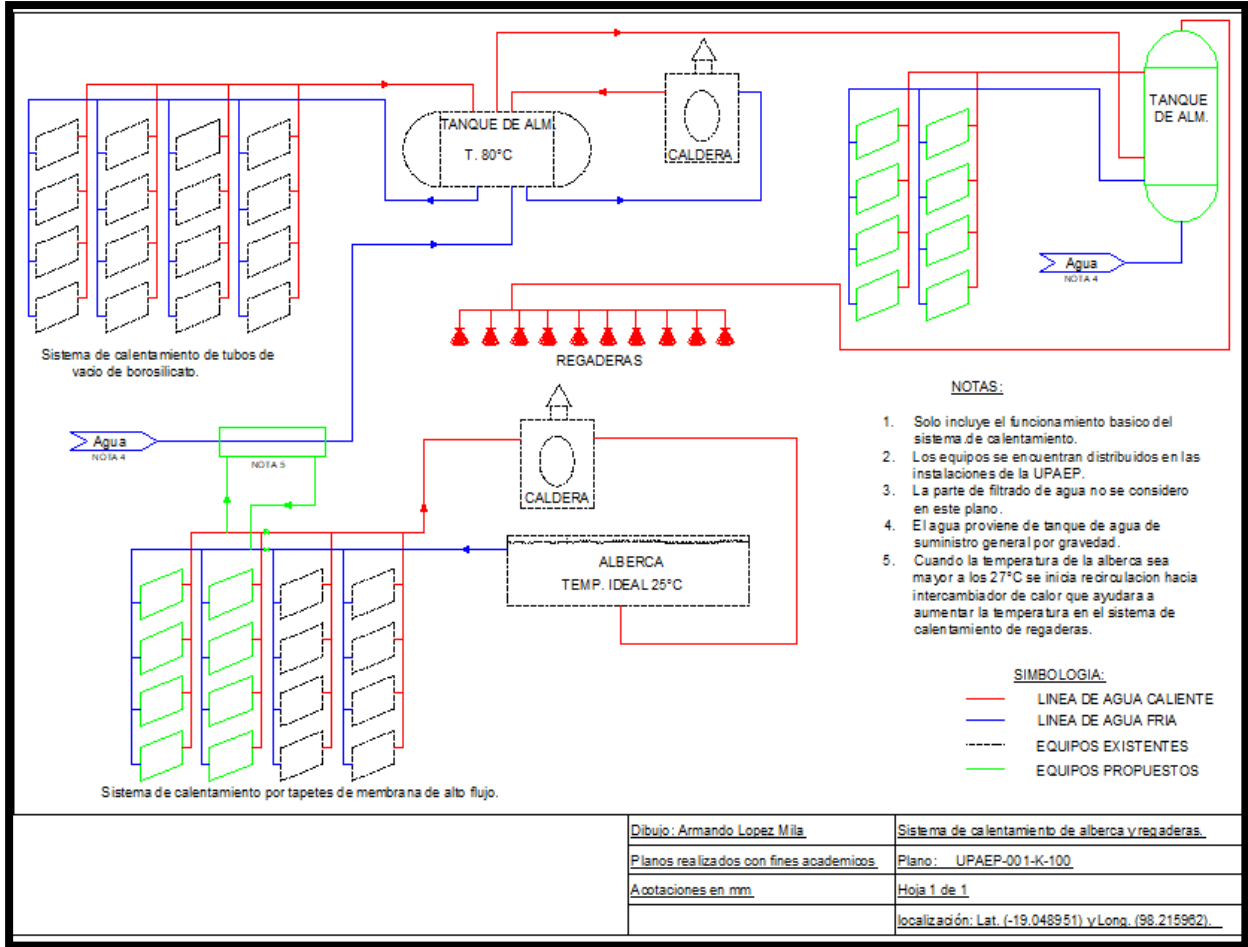 TANQUE DE ALM.
T. 80°C
CALDERA
TANQUE
DE ALM.
Agua
NOTA 4
REGADERAS
Sistema de calentamiento de tubos de
vacio de borosilicato.
Agua
NOTA 4
NOTA 5
CALDERA
ALBERCA
TEMP. IDEAL 25°C
Sistema de calentamiento por tapetes de membrana de alto flujo.
NOTAS:
1. Solo incluye el funcionamiento basico del
sistema de calentamiento.
2. Los equipos se encuentran distribuidos en las
instalaciones de la UPAEP.
3. La parte de filtrado de agua no se considero
en este plano.
4. El agua proviene de tanque de agua de
suministro general por gravedad.
5. Cuando la temperatura de la alberca sea
mayor a los 27°C se inicia recirculacion hacia
intercambiador de calor que ayudara a
aumentar la temperatura en el sistema de
calentamiento de regaderas.
SIMBOLOGIA:
LINEA DE AGUA CALIENTE
LINEA DE AGUA FRIA
EQUIPOS EXISTENTES
EQUIPOS PROPUESTOS
Dibujo: Armando Lopez Mila
Sistema de calentamiento de alberca y regaderas.
Planos realizados con fines academicos
Plano: UPAEP-001-K-100
Acotaciones en mm
Hoja 1 de 1
localización: Lat. (-19.048951) y Long. (98.215962).